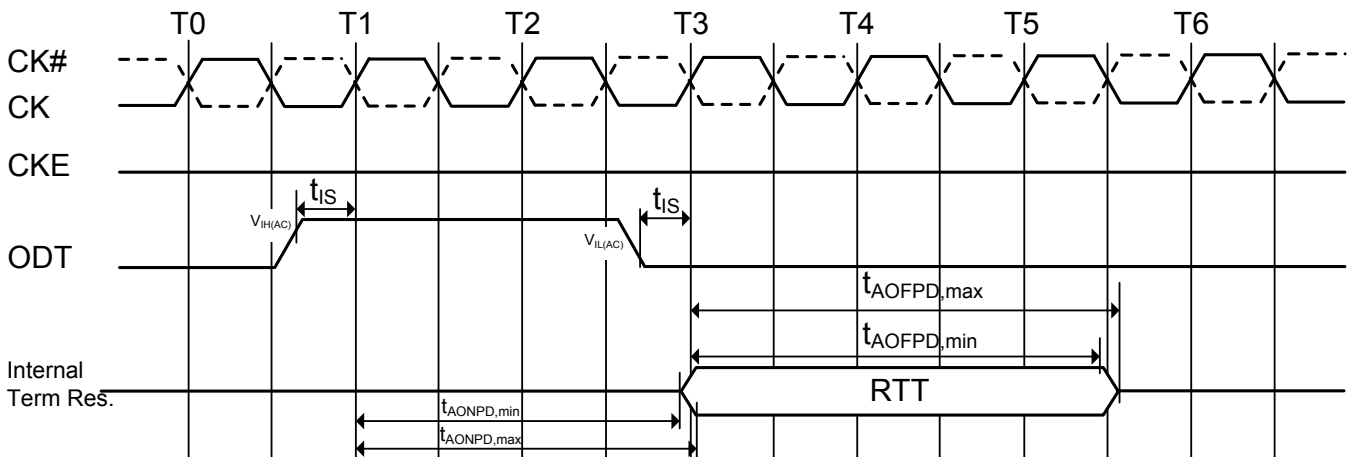 T0 T1 T2 T3 T4 T5 T6
CK#
CK
CKE
tIS
tIS
VIH(AC)
VIL(AC)
ODT
tAOFPD,max
tAOFPD,min
Internal
Term Res.
RTT
tAONPD,min
tAONPD,max